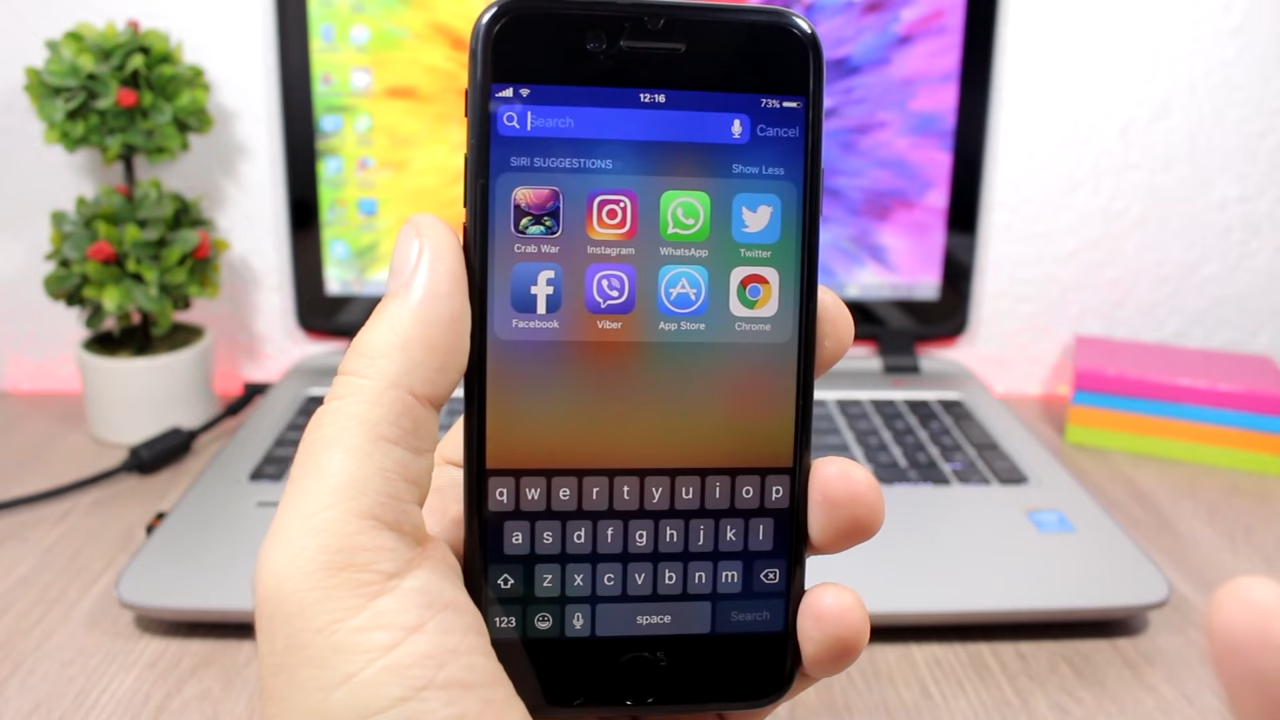 12:16
73%
Search
Cancel
SIRI SUGGESTIONS
Show Less
Crab War
Instagram
WhatsApp
Twitter
Facebook
Viber
App Store
Chrome
q w e r t y u i o p
a s d f g h j k l
z x c v b n m
123
space
Search